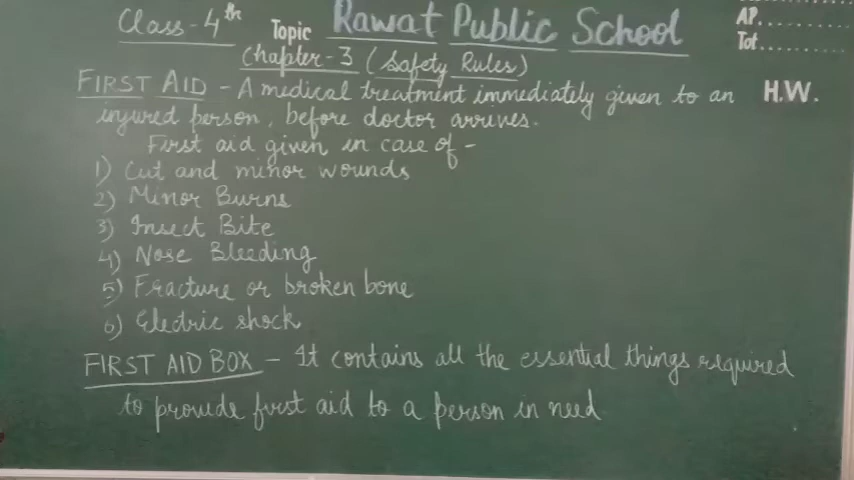 Class - 4th Topic Rawat Public School AP..........
Tot..........
Chapter - 3 (Safety Rules)
FIRST AID - A medical treatment immediately given to an H.W.
injured person, before doctor arrives.
First aid given in case of -
1) Cut and minor wounds
2) Minor Burns
3) Insect Bite
4) Nose Bleeding
5) Fracture or broken bone
6) Electric shock
FIRST AID BOX - It contains all the essential things required
to provide first aid to a person in need